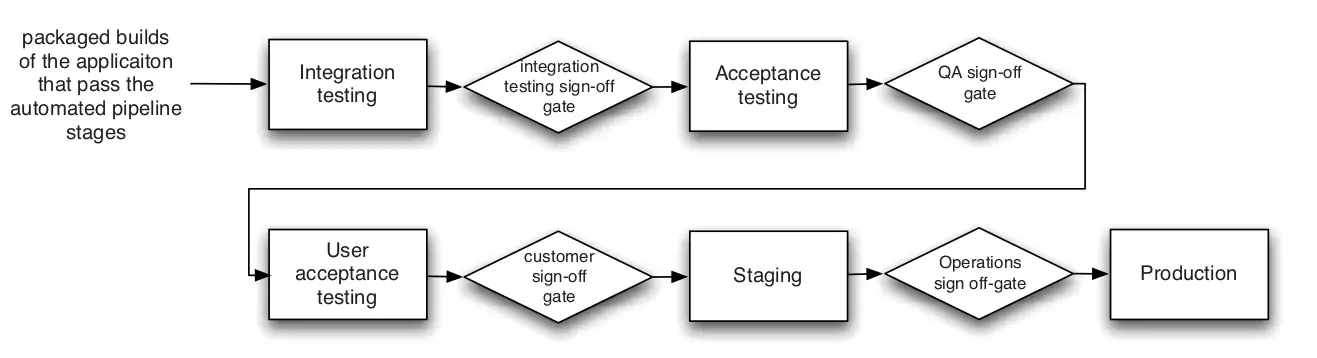 packaged builds
of the applicaiton
that pass the
automated pipeline
stages
Integration
testing
integration
testing sign-off
gate
Acceptance
testing
QA sign-off
gate
User
acceptance
testing
customer
sign-off
gate
Staging
Operations
sign off-gate
Production